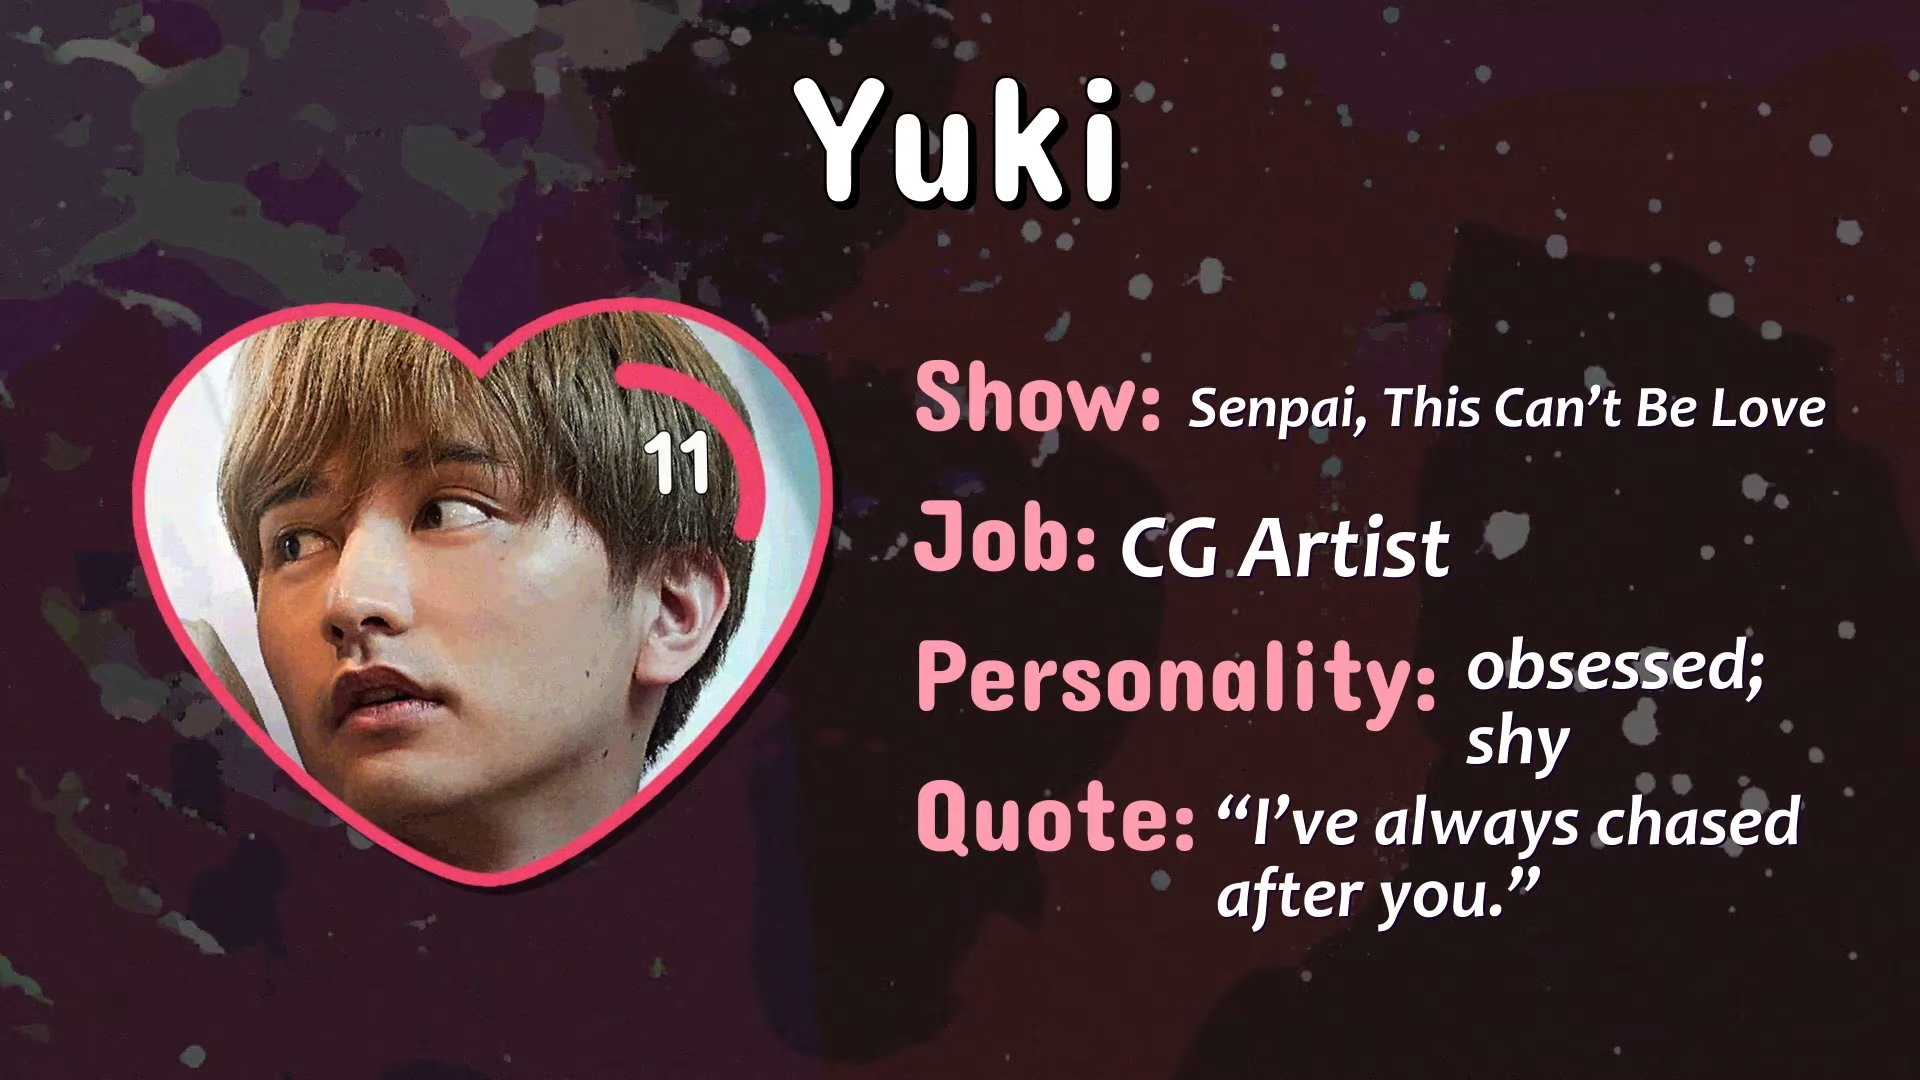 Yuki
11
Show: Senpai, This Can’t Be Love
Job: CG Artist
Personality: obsessed;
shy
Quote: “I’ve always chased
after you.”